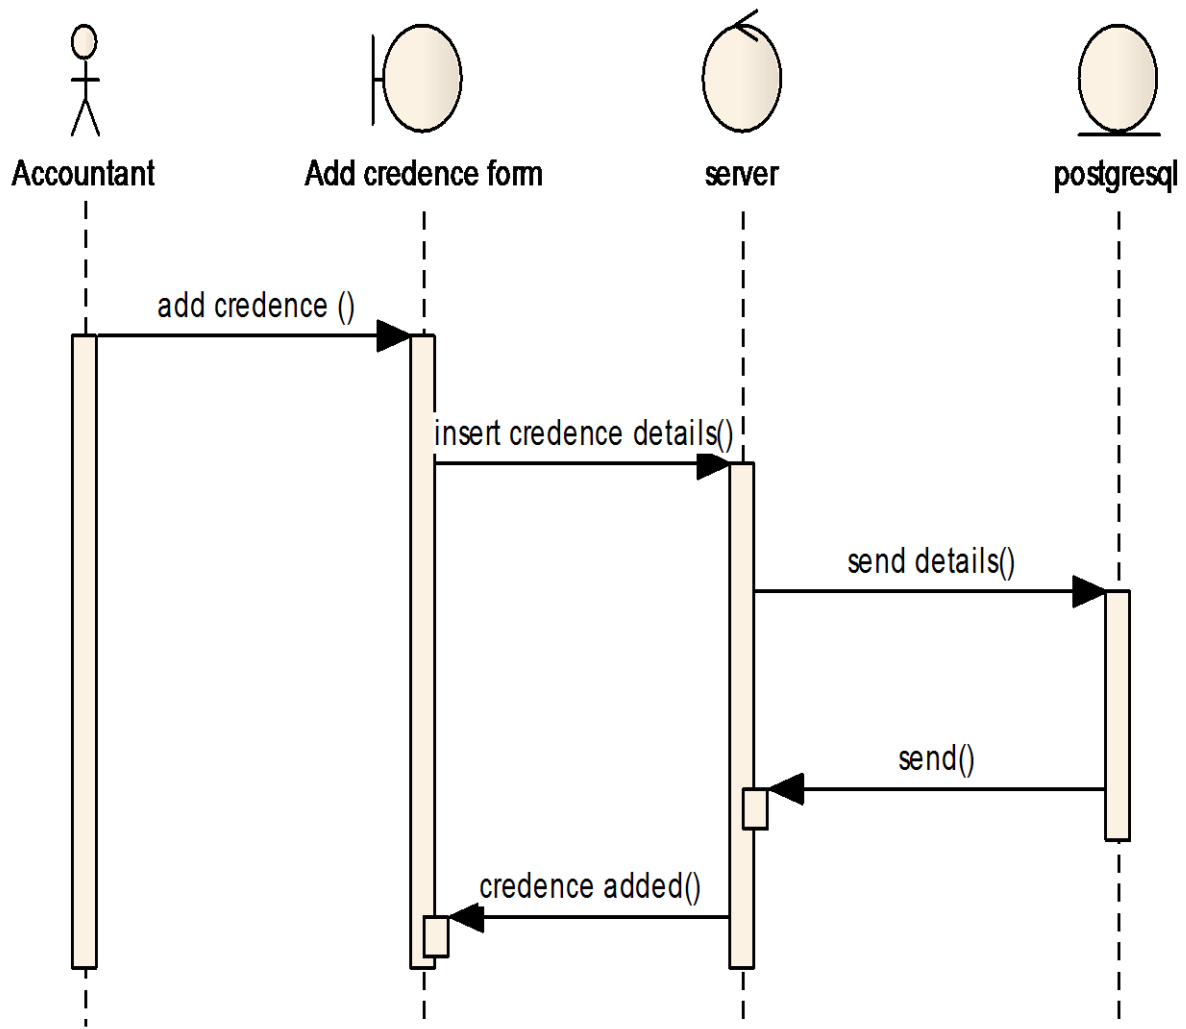 Accountant
Add credence form
server
postgresql
add credence ()
insert credence details()
send details()
send()
credence added()